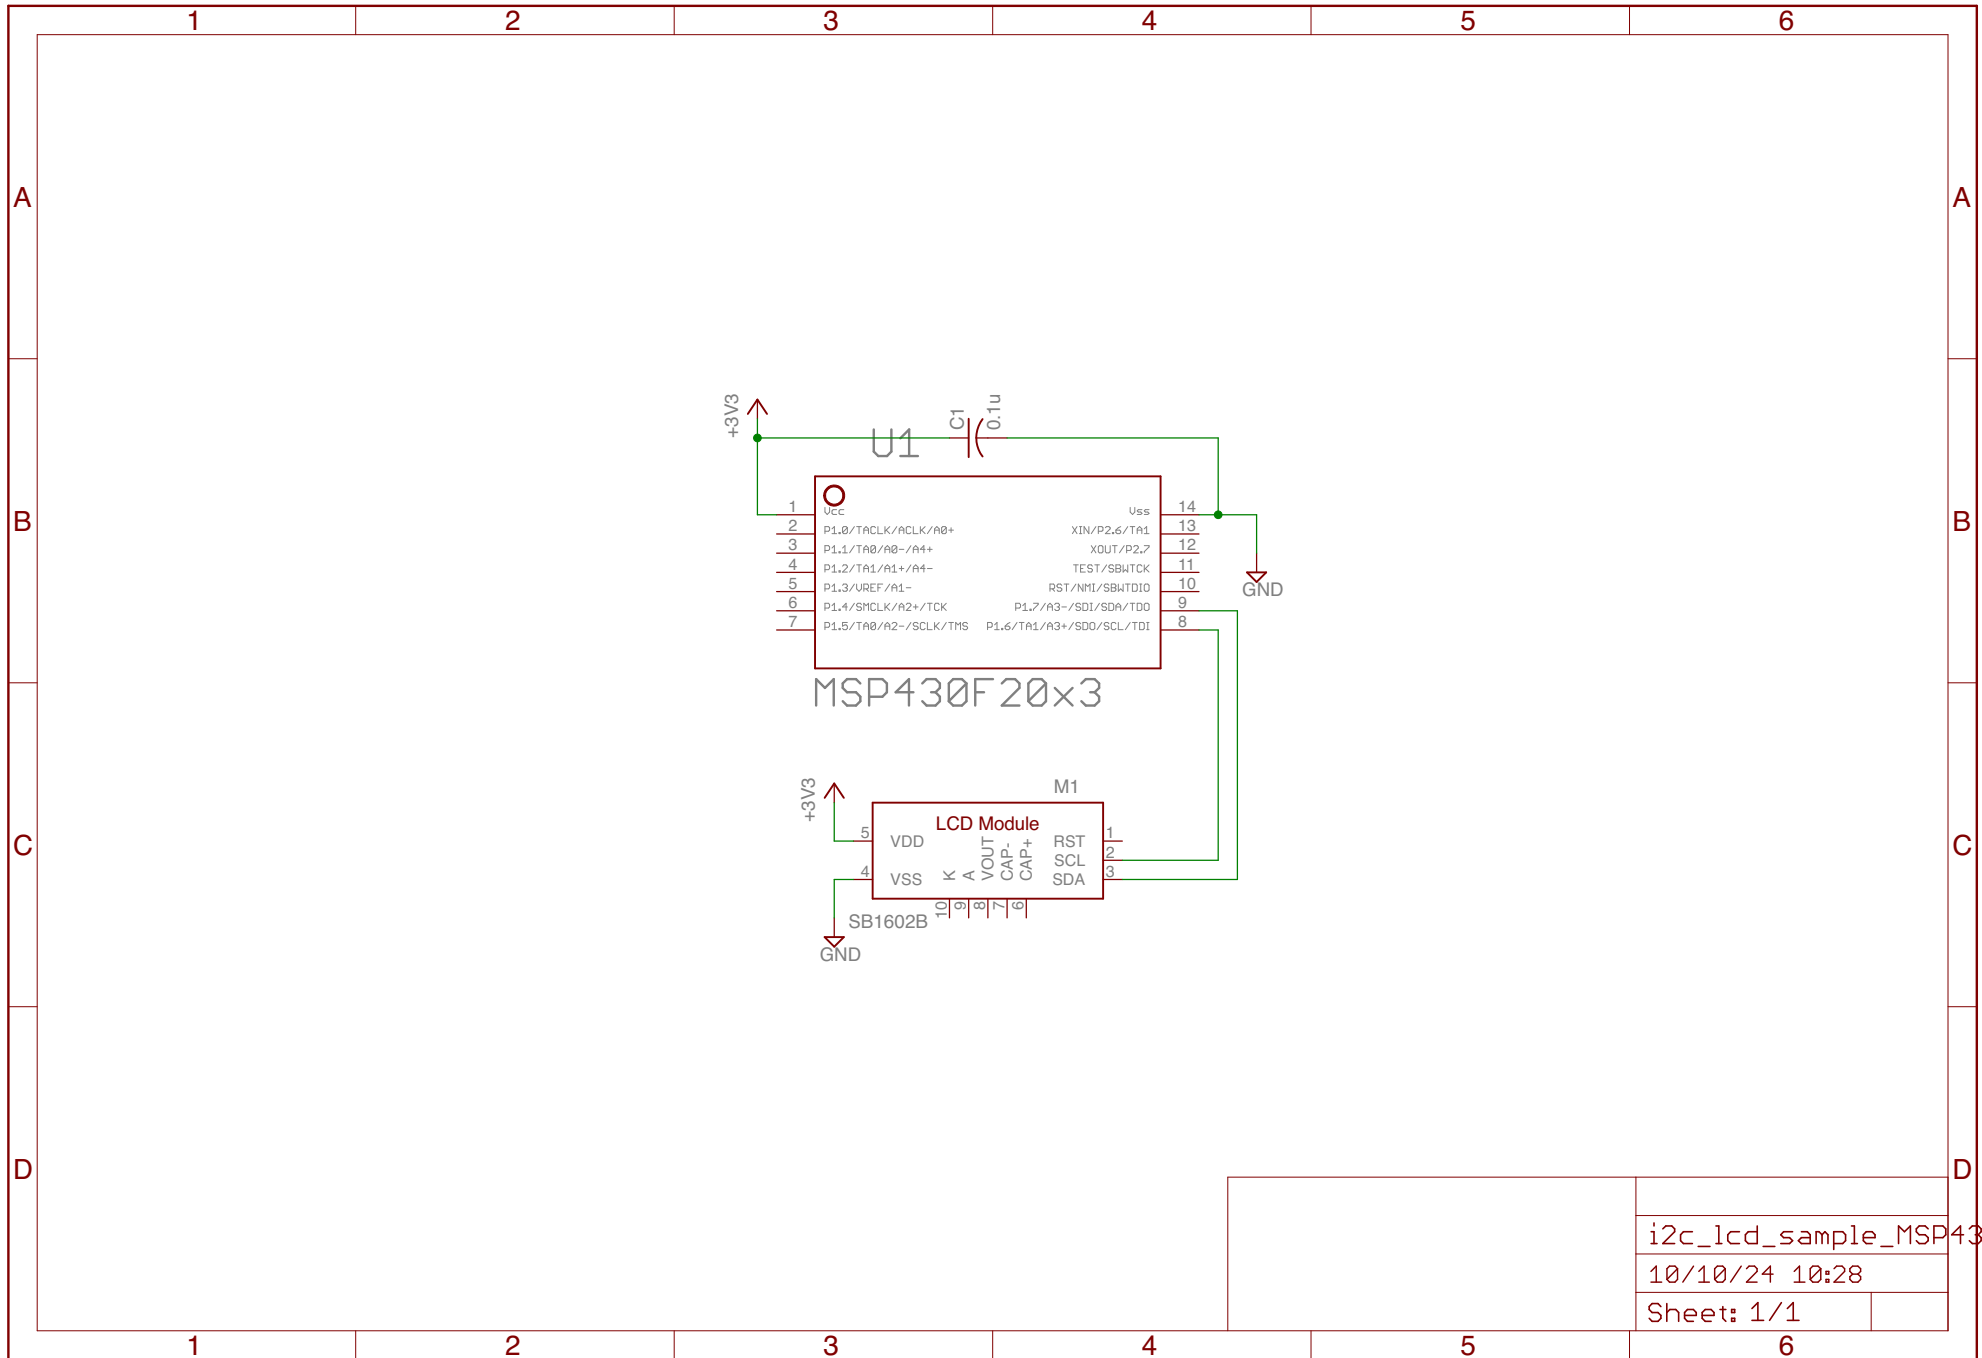 1 2 3 4 5 6
A A
+3V3
C1
0.1u
U1
B B
1 Vcc Vss 14
2 P1.0/TACLK/ACLK/A0+ XIN/P2.6/TA1 13
3 P1.1/TA0/A0-/A4+ XOUT/P2.7 12
4 P1.2/TA1/A1+/A4- TEST/SBWTCK 11
5 P1.3/VREF/A1- RST/NMI/SBWTDIO 10
GND
6 P1.4/SMCLK/A2+/TCK P1.7/A3-/SDI/SDA/TDO 9
7 P1.5/TA0/A2-/SCLK/TMS P1.6/TA1/A3+/SDO/SCL/TDI 8
MSP430F20x3
+3V3
M1
LCD Module
C C
5 VDD RST 1
SCL 2
4 VSS SDA 3
K A VOUT CAP- CAP+
10 9 8 7 6
SB1602B
GND
D D
i2c_lcd_sample_MSP43
10/10/24 10:28
Sheet: 1/1
1 2 3 4 5 6